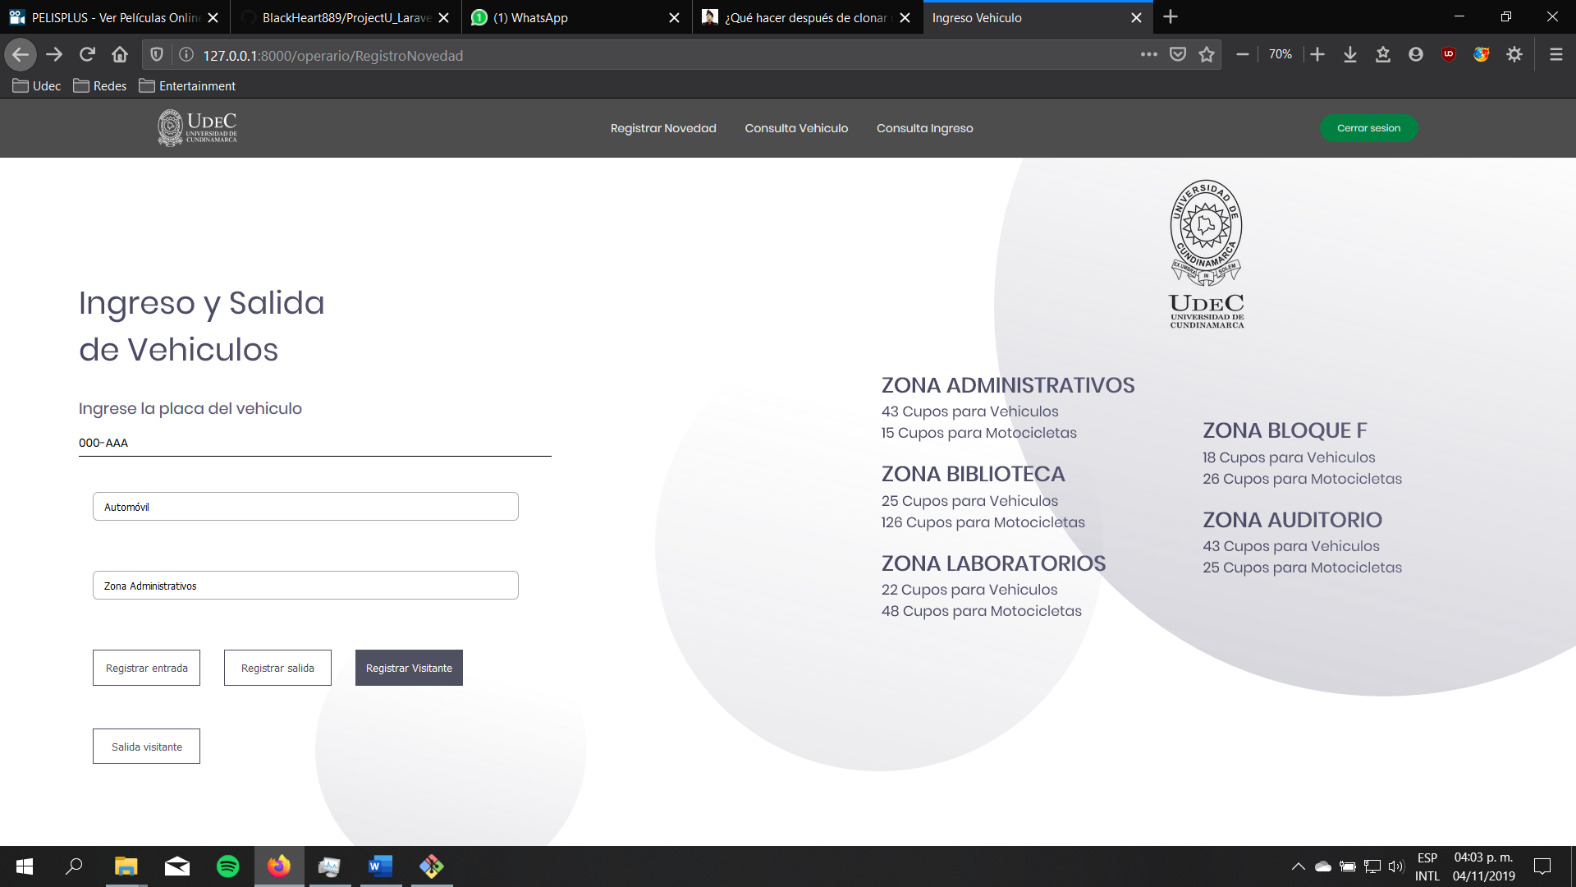 PELISPLUS - Ver Películas Onlin
BlackHeart889/ProjectU_Larave
(1) WhatsApp
¿Qué hacer después de clonar
Ingreso Vehiculo
127.0.0.1:8000/operario/RegistroNovedad
70%
Udec
Redes
Entertainment
UDEC
UNIVERSIDAD DE
CUNDINAMARCA
Registrar Novedad
Consulta Vehiculo
Consulta Ingreso
Cerrar sesion
UNIVERSIDAD DE
CUNDINAMARCA
UDEC
UNIVERSIDAD DE
CUNDINAMARCA
Ingreso y Salida
de Vehiculos
Ingrese la placa del vehiculo
000-AAA
Automóvil
Zona Administrativos
Registrar entrada
Registrar salida
Registrar Visitante
Salida visitante
ZONA ADMINISTRATIVOS
43 Cupos para Vehiculos
15 Cupos para Motocicletas
ZONA BIBLIOTECA
25 Cupos para Vehiculos
126 Cupos para Motocicletas
ZONA LABORATORIOS
22 Cupos para Vehiculos
48 Cupos para Motocicletas
ZONA BLOQUE F
18 Cupos para Vehiculos
26 Cupos para Motocicletas
ZONA AUDITORIO
43 Cupos para Vehiculos
25 Cupos para Motocicletas
ESP
INTL
04:03 p. m.
04/11/2019